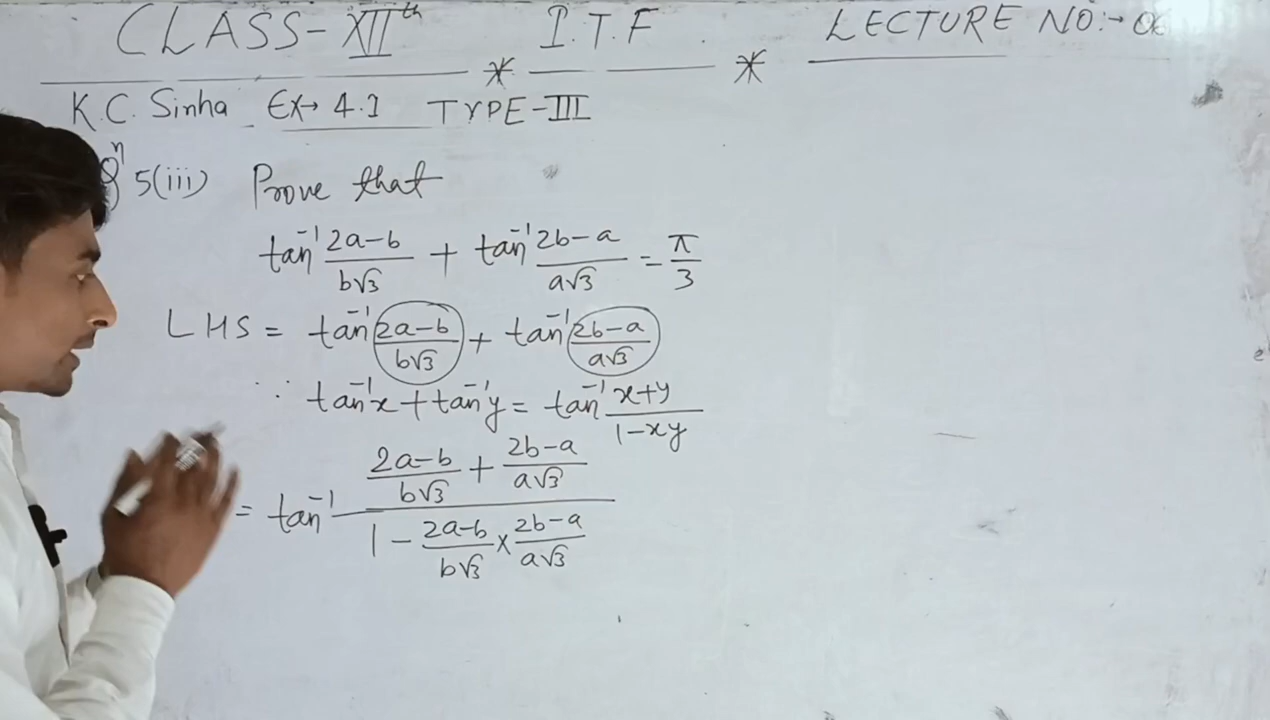 CLASS-XIIth * I.T.F * LECTURE NO:- 06
K.C. Sinha EX→ 4.1 TYPE-III
Qn 5(iii) Prove that
tan⁻¹ (2a-b)/(b√3) + tan⁻¹ (2b-a)/(a√3) = π/3
LHS = tan⁻¹ (2a-b)/(b√3) + tan⁻¹ (2b-a)/(a√3)
∵ tan⁻¹x + tan⁻¹y = tan⁻¹ (x+y)/(1-xy)
= tan⁻¹ ((2a-b)/(b√3) + (2b-a)/(a√3))/(1 - (2a-b)/(b√3) × (2b-a)/(a√3))